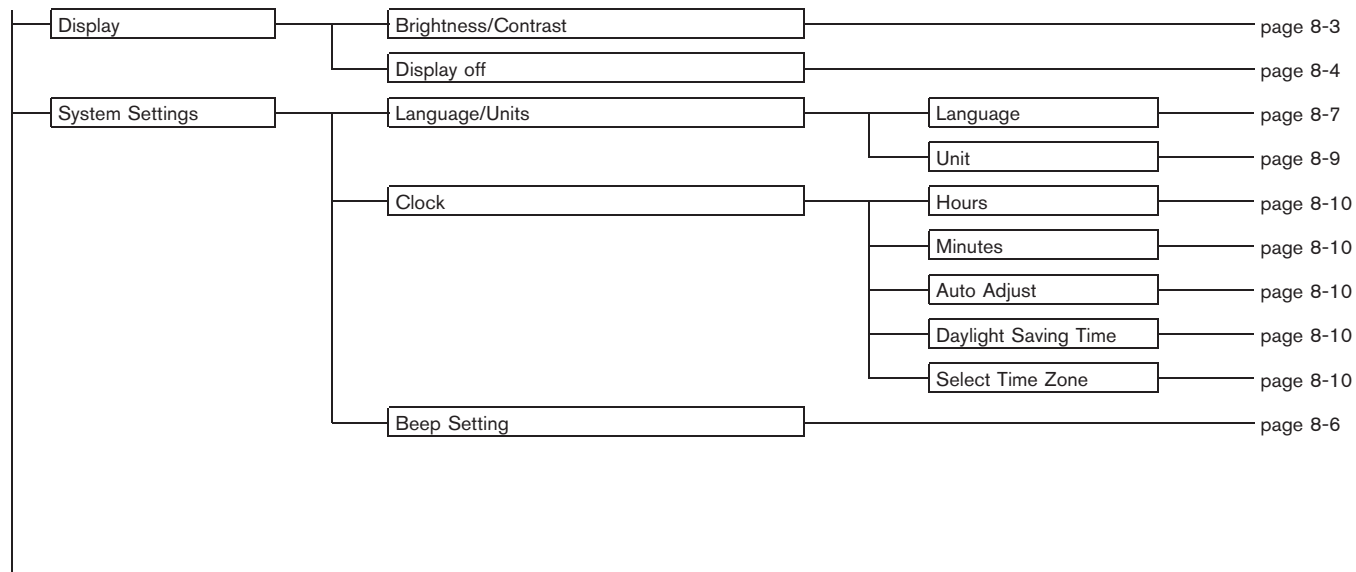 Display Brightness/Contrast page 8-3
Display off page 8-4
System Settings Language/Units Language page 8-7
Unit page 8-9
Clock Hours page 8-10
Minutes page 8-10
Auto Adjust page 8-10
Daylight Saving Time page 8-10
Select Time Zone page 8-10
Beep Setting page 8-6